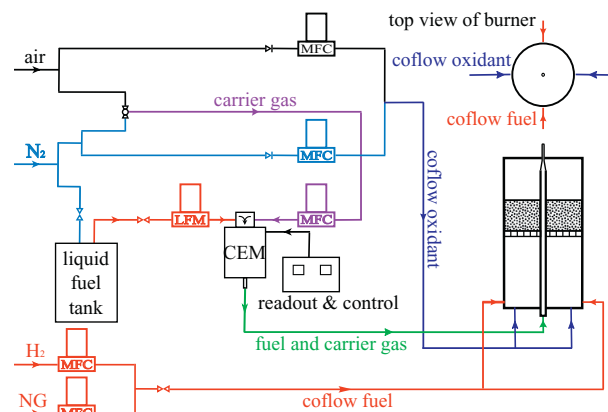 top view of burner
air
MFC
coflow oxidant
carrier gas
coflow fuel
N₂
MFC
coflow oxidant
LFM
MFC
CEM
liquid
fuel
tank
readout & control
fuel and carrier gas
H₂
MFC
NG
MFC
coflow fuel